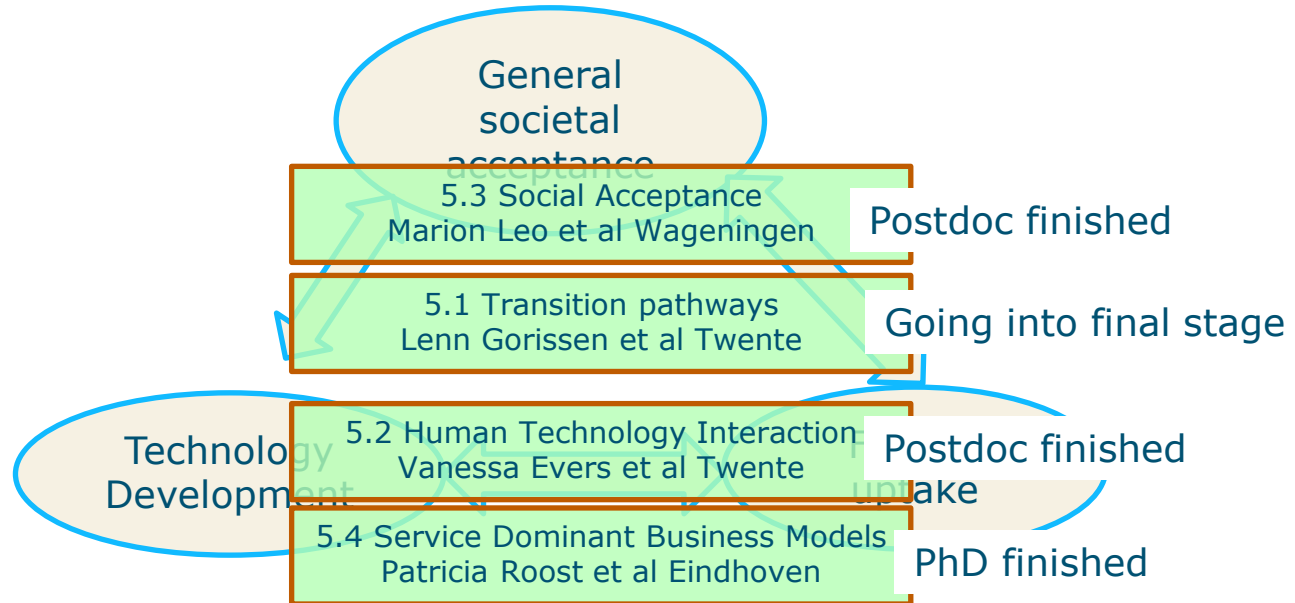 General
societal
acceptance
5.3 Social Acceptance
Marion Leo et al Wageningen
Postdoc finished
5.1 Transition pathways
Lenn Gorissen et al Twente
Going into final stage
Technology
Development
5.2 Human Technology Interaction
Vanessa Evers et al Twente
Postdoc finished
uptake
5.4 Service Dominant Business Models
Patricia Roost et al Eindhoven
PhD finished